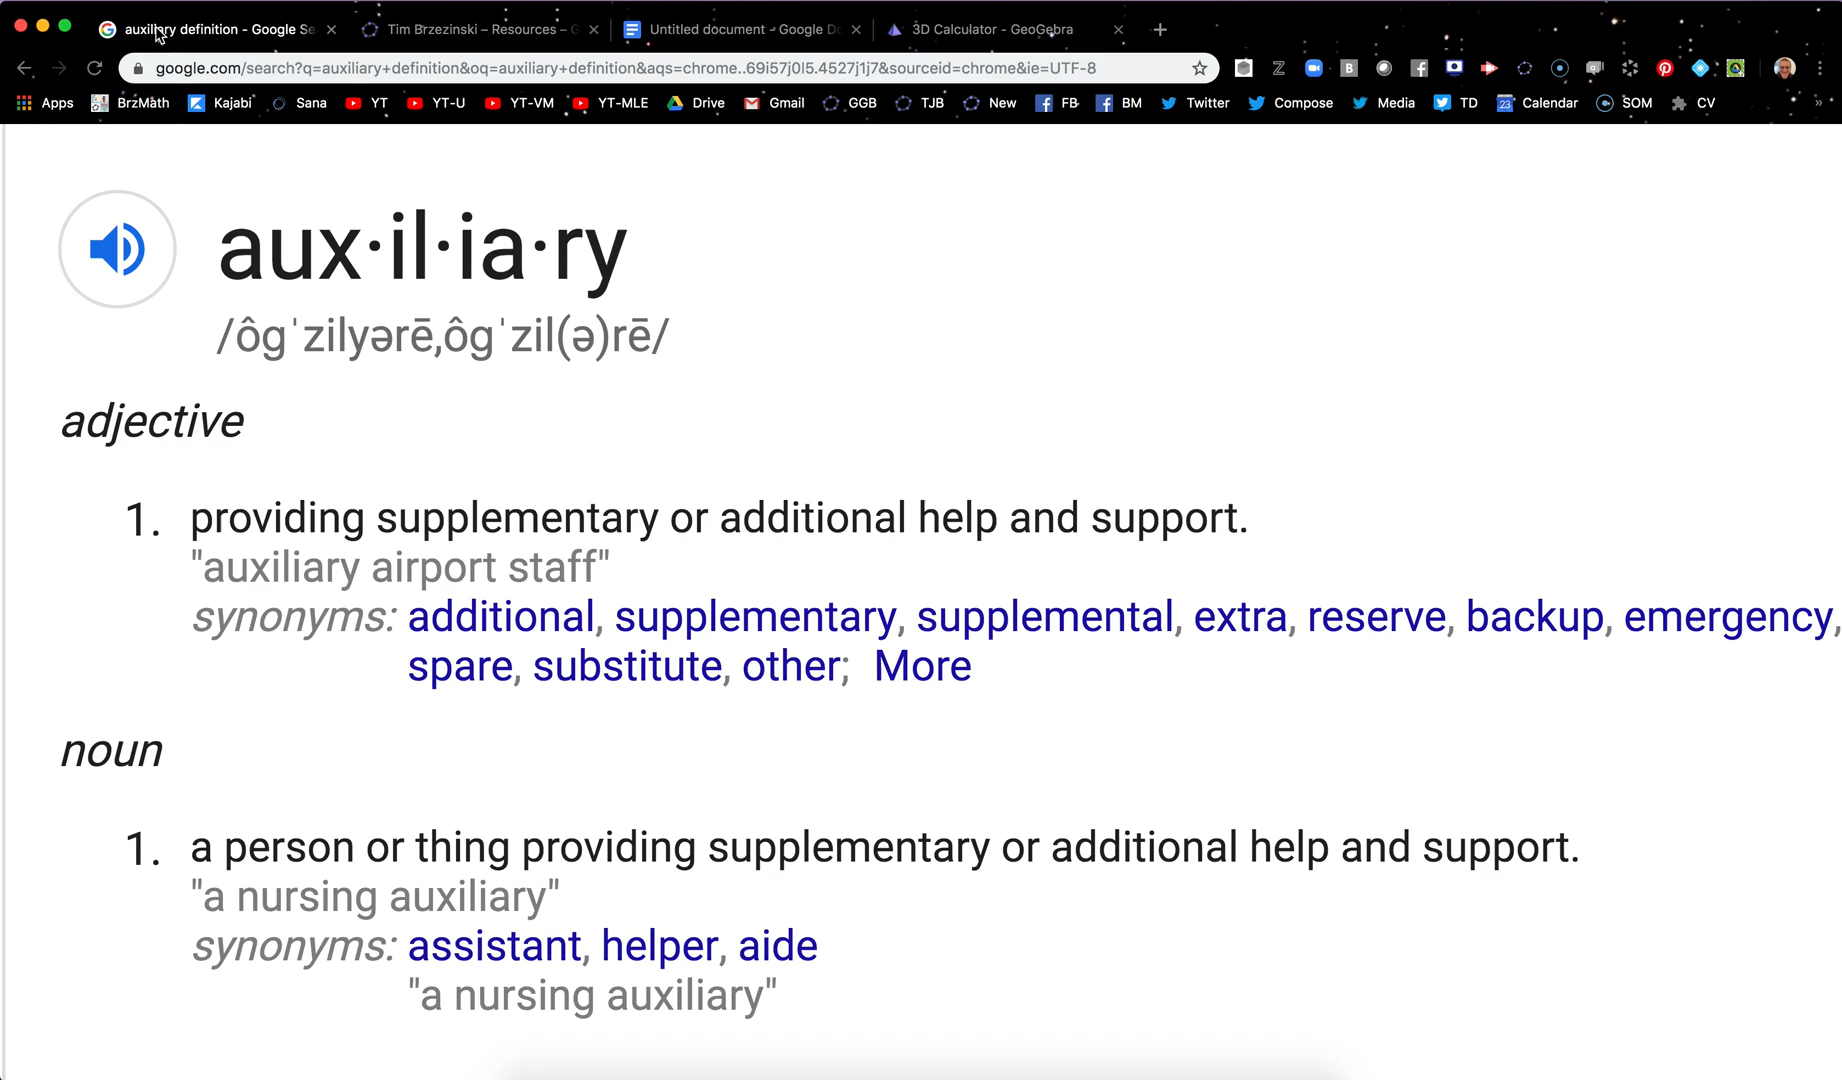 auxiliary definition - Google Se
Tim Brzezinski – Resources – G
Untitled document - Google Do
3D Calculator - GeoGebra
google.com/search?q=auxiliary+definition&oq=auxiliary+definition&aqs=chrome..69i57j0l5.4527j1j7&sourceid=chrome&ie=UTF-8
Apps BrzMath Kajabi Sana YT YT-U YT-VM YT-MLE Drive Gmail GGB TJB New FB BM Twitter Compose Media TD Calendar SOM CV »
aux·il·ia·ry
/ôɡˈzilyərē,ôɡˈzil(ə)rē/
adjective
1. providing supplementary or additional help and support.
"auxiliary airport staff"
synonyms: additional, supplementary, supplemental, extra, reserve, backup, emergency,
spare, substitute, other; More
noun
1. a person or thing providing supplementary or additional help and support.
"a nursing auxiliary"
synonyms: assistant, helper, aide
"a nursing auxiliary"